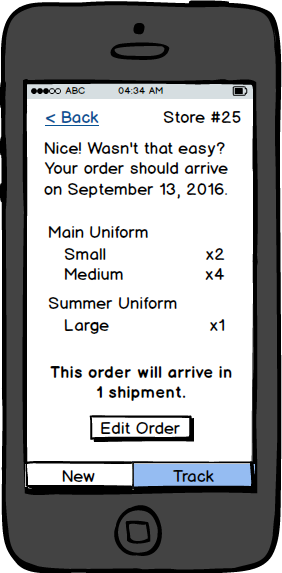 ABC 04:34 AM
< Back Store #25
Nice! Wasn't that easy?
Your order should arrive
on September 13, 2016.
Main Uniform
Small x2
Medium x4
Summer Uniform
Large x1
This order will arrive in
1 shipment.
Edit Order
New Track